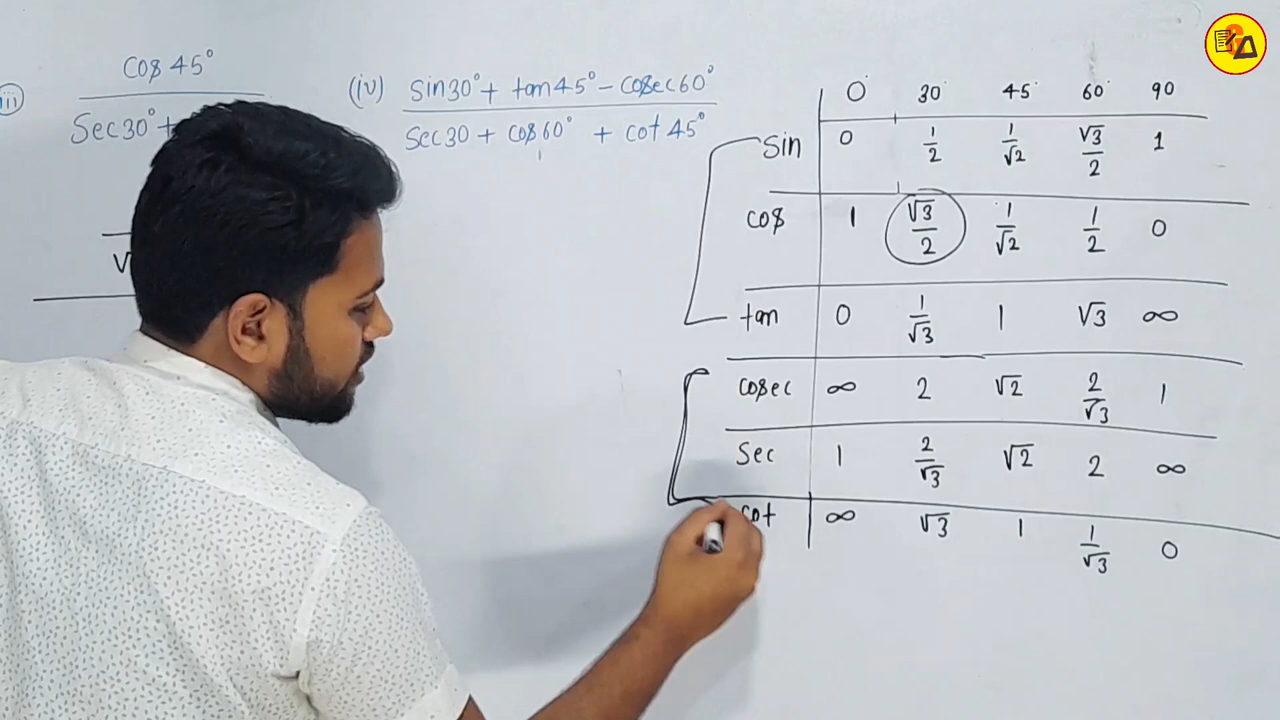 iii) cos 45°
Sec 30° +
√
(iv) sin30° + tan45° - cosec60°
Sec30 + cos60° + cot 45°
0° 30° 45° 60° 90
Sin 0 1/2 1/√2 √3/2 1
cos 1 √3/2 1/√2 1/2 0
tan 0 1/√3 1 √3 ∞
cosec ∞ 2 √2 2/√3 1
Sec 1 2/√3 √2 2 ∞
cot ∞ √3 1 1/√3 0